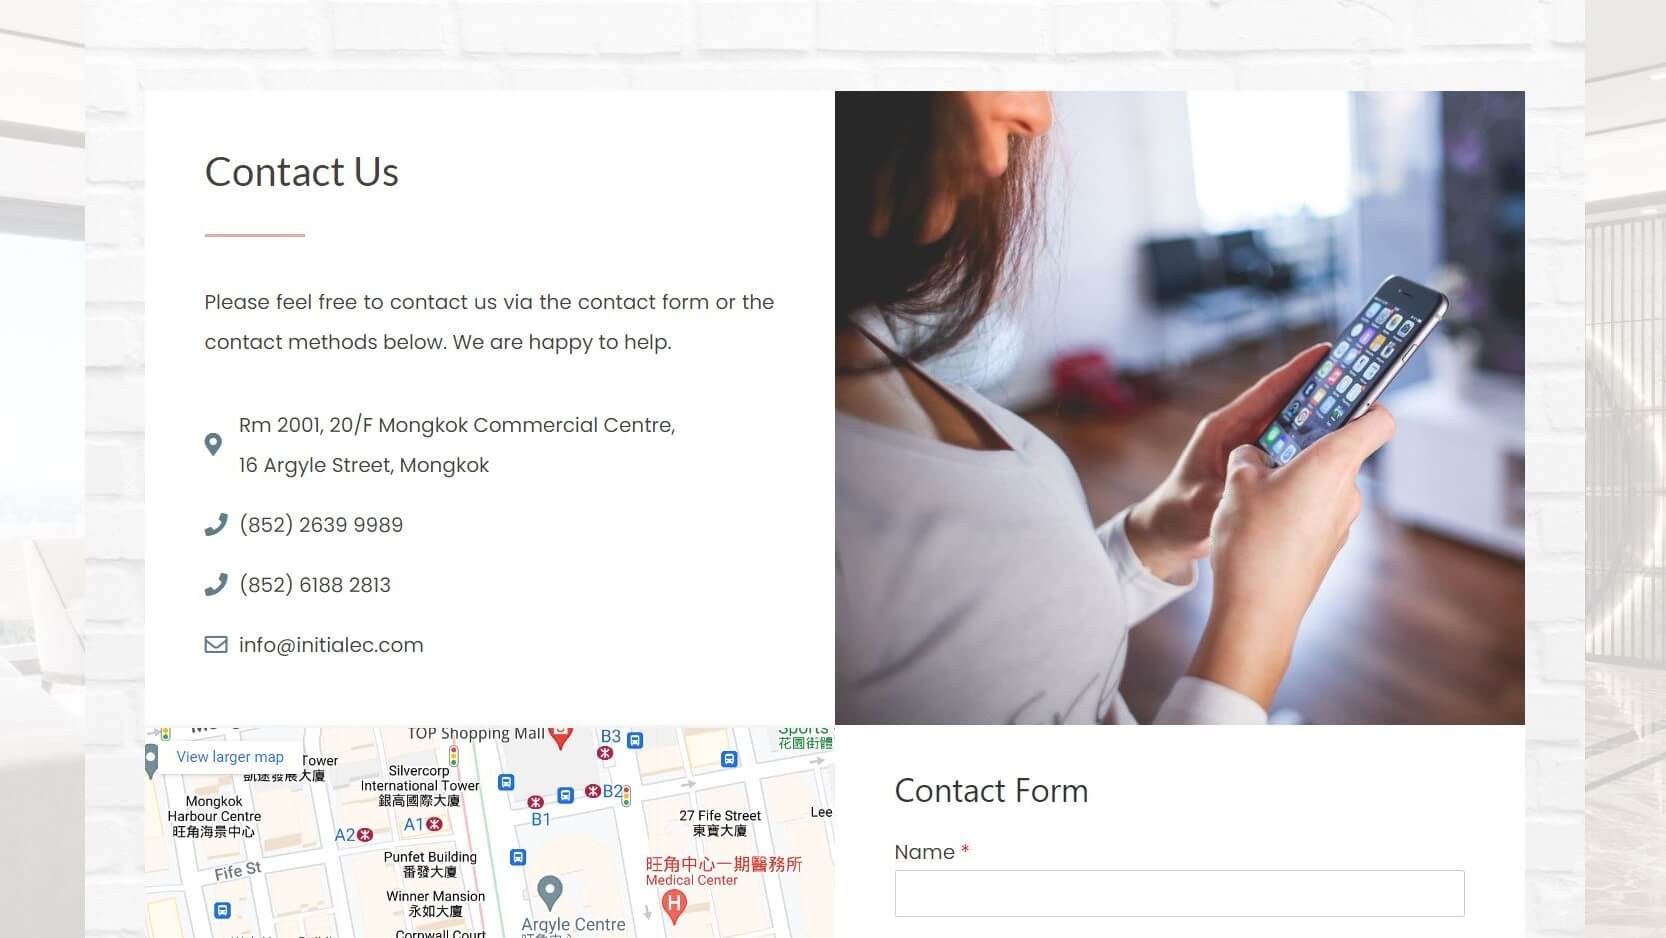 Contact Us
Please feel free to contact us via the contact form or the
contact methods below. We are happy to help.
Rm 2001, 20/F Mongkok Commercial Centre,
16 Argyle Street, Mongkok
(852) 2639 9989
(852) 6188 2813
info@initialec.com
View larger map
TOP Shopping Mall
B3
Sports
花園街體
Tower
凱途發展大廈
Silvercorp
International Tower
銀高國際大廈
B2
B1
Mongkok
Harbour Centre
旺角海景中心
A2
A1
27 Fife Street
東寶大廈
Lee
Fife St
Punfet Building
番發大廈
Winner Mansion
永如大廈
Cornwall Court
旺角中心一期醫務所
Medical Center
H
Argyle Centre
Contact Form
Name *